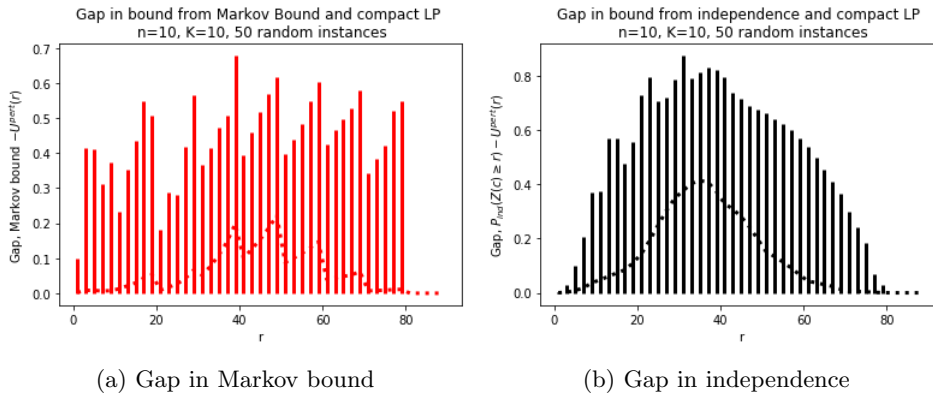 Gap in bound from Markov Bound and compact LP
n=10, K=10, 50 random instances
Gap, Markov bound −U^{pert}(r)
0.7
0.6
0.5
0.4
0.3
0.2
0.1
0.0
0 20 40 60 80
r
(a) Gap in Markov bound
Gap in bound from independence and compact LP
n=10, K=10, 50 random instances
Gap, P_{ind}(Z(c) ≥ r) − U^{pert}(r)
0.8
0.6
0.4
0.2
0.0
0 20 40 60 80
r
(b) Gap in independence